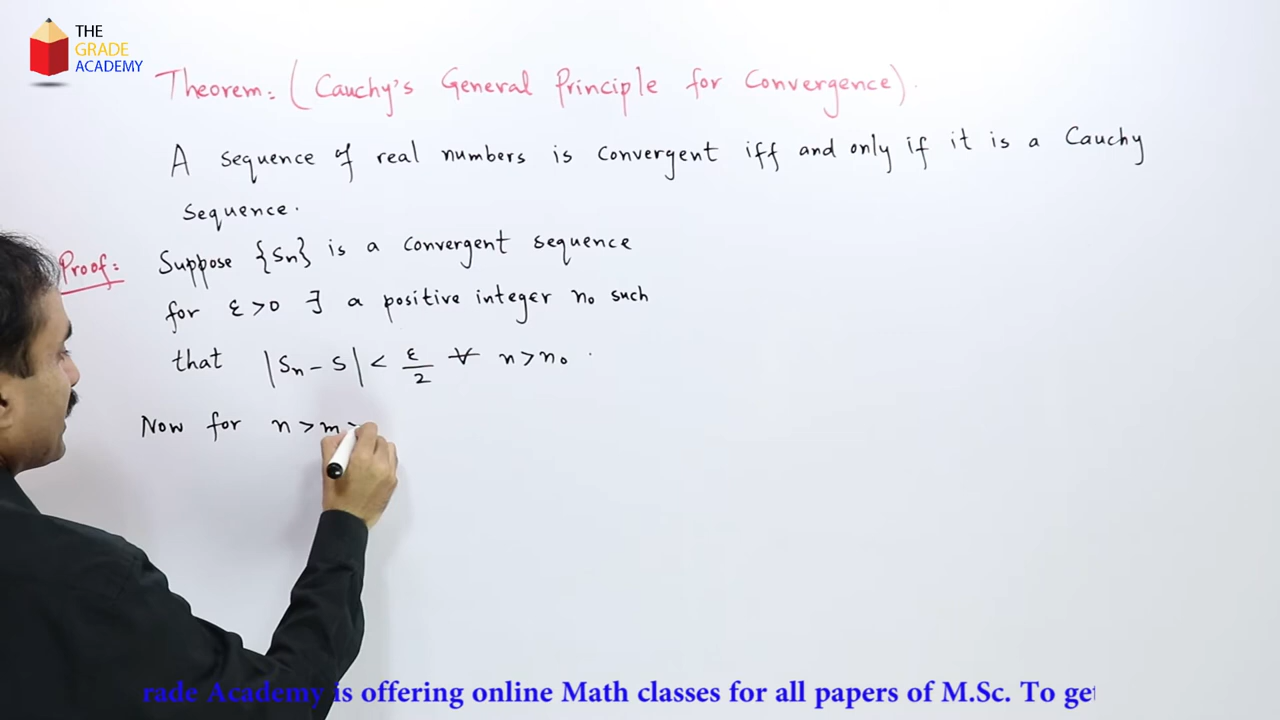 THE
GRADE
ACADEMY
Theorem: (Cauchy's General Principle for Convergence).
A sequence of real numbers is convergent iff and only if it is a Cauchy
sequence.
Proof: Suppose {Sn} is a convergent sequence
for ε > 0 ∃ a positive integer n₀ such
that |Sn - S| < ε/2 ∀ n > n₀ .
Now for n > m >
rade Academy is offering online Math classes for all papers of M.Sc. To get